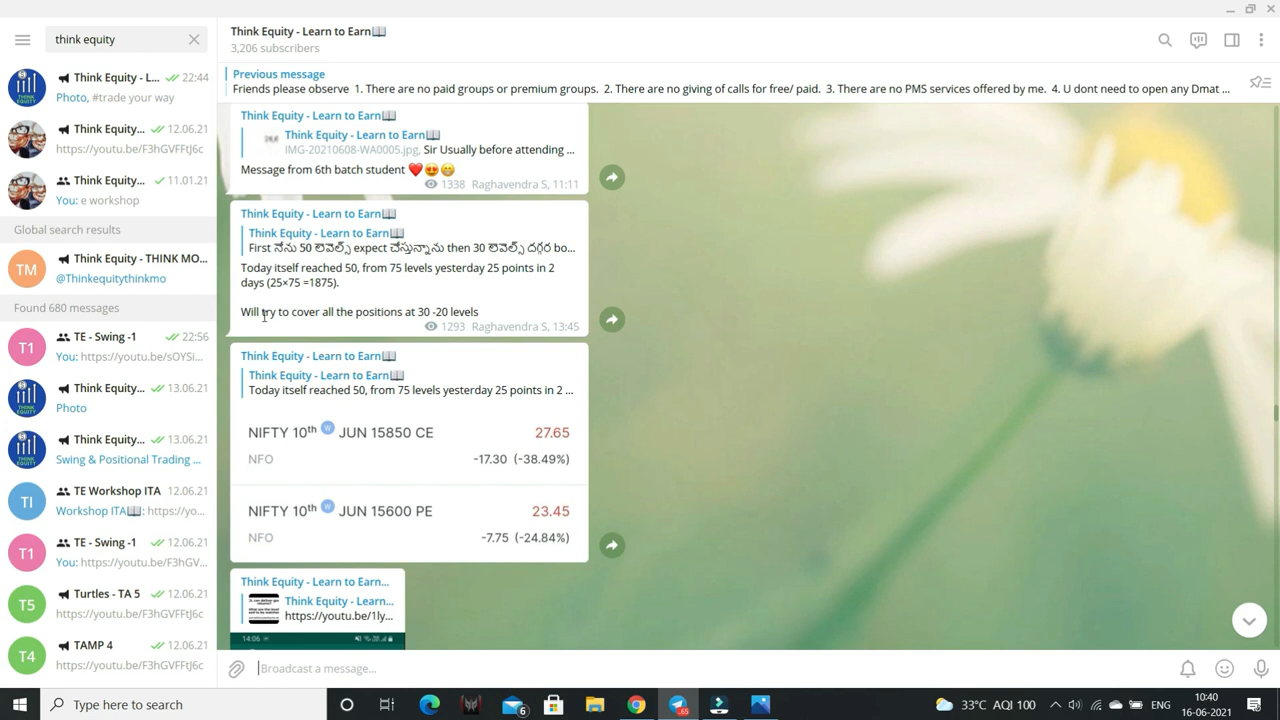 think equity
Think Equity - L...
22:44
Photo, #trade your way
Think Equity...
12.06.21
https://youtu.be/F3hGVFFtJ6c
Think Equity...
11.01.21
You: e workshop
Global search results
TM
Think Equity - THINK MO...
@Thinkequitythinkmo
Found 680 messages
T1
TE - Swing -1
22:56
You: https://youtu.be/sOYSi...
Think Equity...
13.06.21
Photo
Think Equity...
13.06.21
Swing & Positional Trading ...
TI
TE Workshop ITA
12.06.21
Workshop ITA📖: https://yo...
T1
TE - Swing -1
12.06.21
You: https://youtu.be/F3hGV...
T5
Turtles - TA 5
12.06.21
https://youtu.be/F3hGVFFtJ6c
T4
TAMP 4
12.06.21
https://youtu.be/F3hGVFFtJ6c
Think Equity - Learn to Earn📖
3,206 subscribers
Previous message
Friends please observe 1. There are no paid groups or premium groups. 2. There are no giving of calls for free/ paid. 3. There are no PMS services offered by me. 4. U dont need to open any Dmat ...
Think Equity - Learn to Earn📖
Think Equity - Learn to Earn📖
IMG-20210608-WA0005.jpg, Sir Usually before attending ...
Message from 6th batch student ❤️😍😊
1338 Raghavendra S, 11:11
Think Equity - Learn to Earn📖
Think Equity - Learn to Earn📖
First నేను 50 లెవెల్స్ expect చేస్తున్నాను then 30 లెవెల్స్ దగ్గర bo...
Today itself reached 50, from 75 levels yesterday 25 points in 2
days (25×75 =1875).
Will try to cover all the positions at 30 -20 levels
1293 Raghavendra S, 13:45
Think Equity - Learn to Earn📖
Think Equity - Learn to Earn📖
Today itself reached 50, from 75 levels yesterday 25 points in 2 ...
NIFTY 10th W JUN 15850 CE 27.65
NFO -17.30 (-38.49%)
NIFTY 10th W JUN 15600 PE 23.45
NFO -7.75 (-24.84%)
Think Equity - Learn to Earn...
Think Equity - Learn...
https://youtu.be/1ly...
14:06
Broadcast a message...
Type here to search
6
65
33°C AQI 100
ENG
10:40
16-06-2021